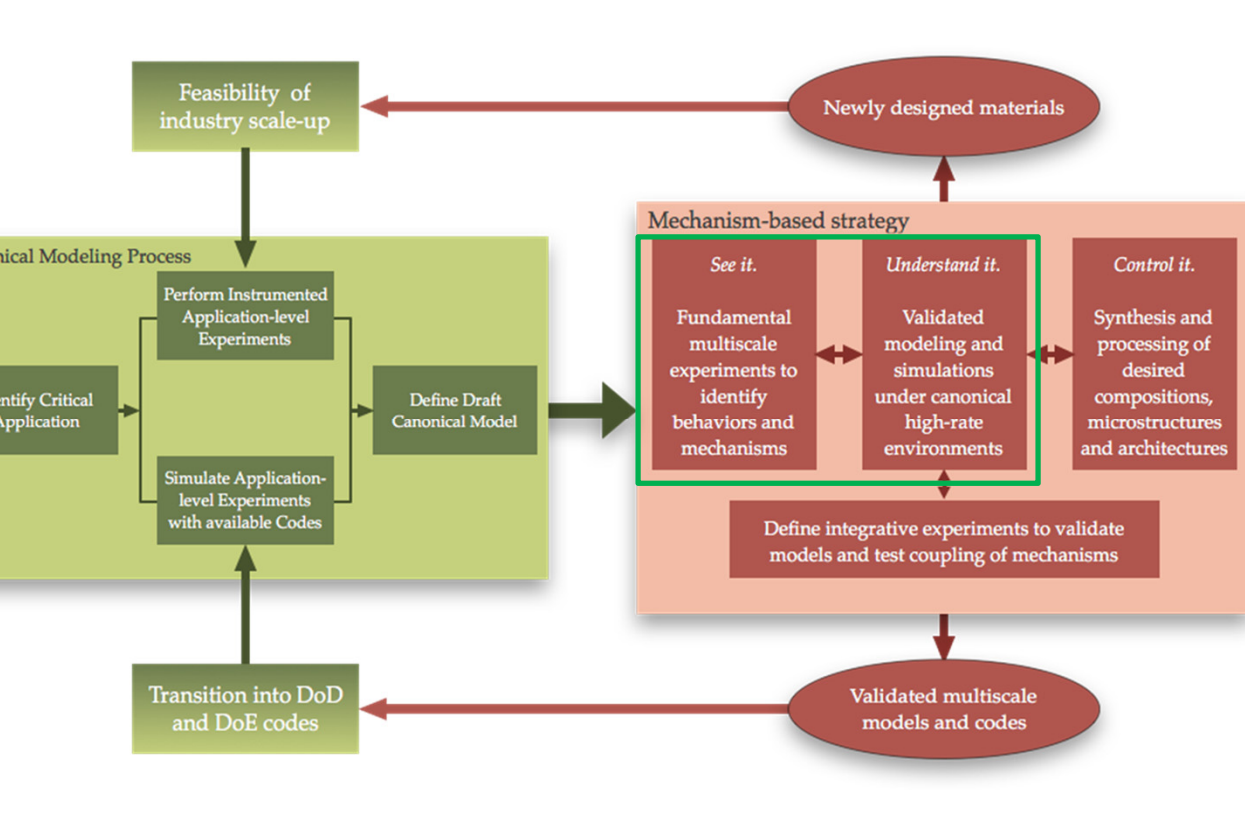 Feasibility of
industry scale-up
Newly designed materials
Modeling Process
Perform Instrumented
Application-level
Experiments
Critical
Define Draft
Canonical Model
Simulate Application-
level Experiments
with available Codes
Mechanism-based strategy
See it.
Fundamental
multiscale
experiments to
identify
behaviors and
mechanisms
Understand it.
Validated
modeling and
simulations
under canonical
high-rate
environments
Control it.
Synthesis and
processing of
desired
compositions,
microstructures
and architectures
Define integrative experiments to validate
models and test coupling of mechanisms
Transition into DoD
and DoE codes
Validated multiscale
models and codes